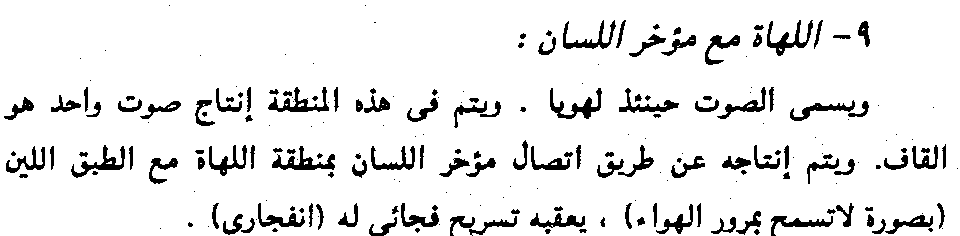 ٩- اللهاة مع مؤخر اللسان :
ويسمى الصوت حينئذ لهويا . ويتم فى هذه المنطقة إنتاج صوت واحد هو
القاف. ويتم إنتاجه عن طريق اتصال مؤخر اللسان بمنطقة اللهاة مع الطبق اللين
(بصورة لاتسمح بمرور الهواء) ، يعقبه تسريح فجائى له (انفجارى) .